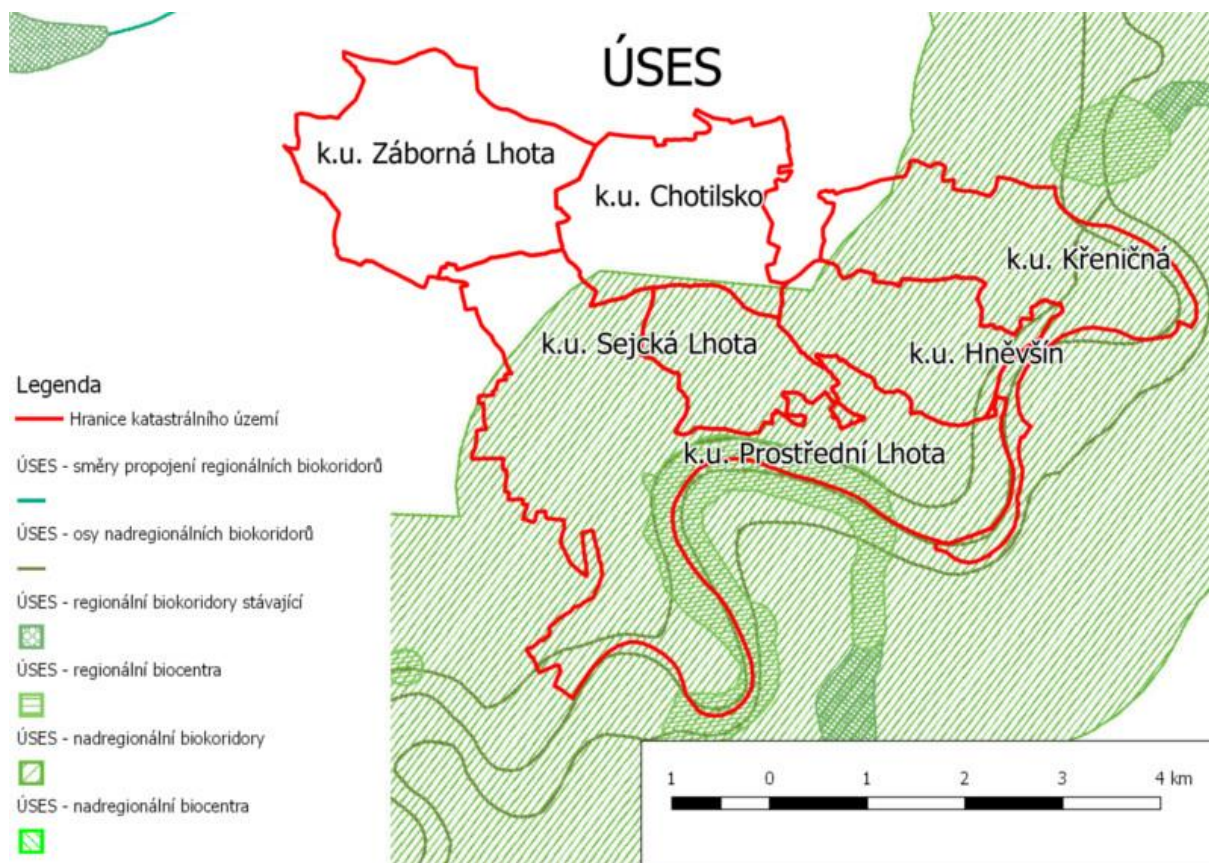 ÚSES
k.u. Záborná Lhota
k.u. Chotilsko
k.u. Křeničná
k.u. Sejcká Lhota
k.u. Hněvšín
k.u. Prostřední Lhota
Legenda
Hranice katastrálního území
ÚSES - směry propojení regionálních biokoridorů
ÚSES - osy nadregionálních biokoridorů
ÚSES - regionální biokoridory stávající
ÚSES - regionální biocentra
ÚSES - nadregionální biokoridory
ÚSES - nadregionální biocentra
1 0 1 2 3 4 km